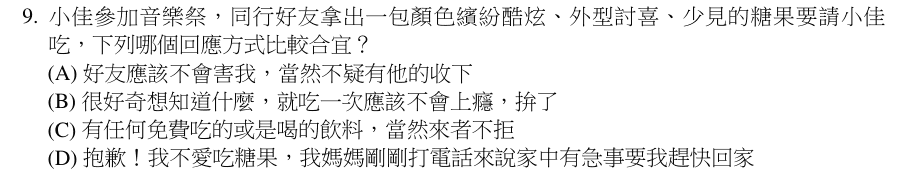 9. 小佳參加音樂祭，同行好友拿出一包顏色繽紛酷炫、外型討喜、少見的糖果要請小佳
吃，下列哪個回應方式比較合宜？
(A) 好友應該不會害我，當然不疑有他的收下
(B) 很好奇想知道什麼，就吃一次應該不會上癮，拚了
(C) 有任何免費吃的或是喝的飲料，當然來者不拒
(D) 抱歉！我不愛吃糖果，我媽媽剛剛打電話來說家中有急事要我趕快回家